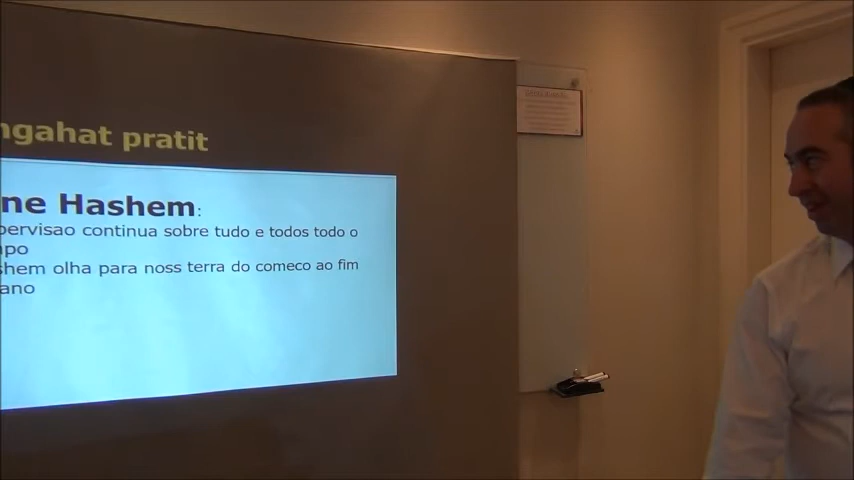 ngahat pratit
ne Hashem:
pervisao continua sobre tudo e todos todo o
mpo
shem olha para noss terra do comeco ao fim
ano